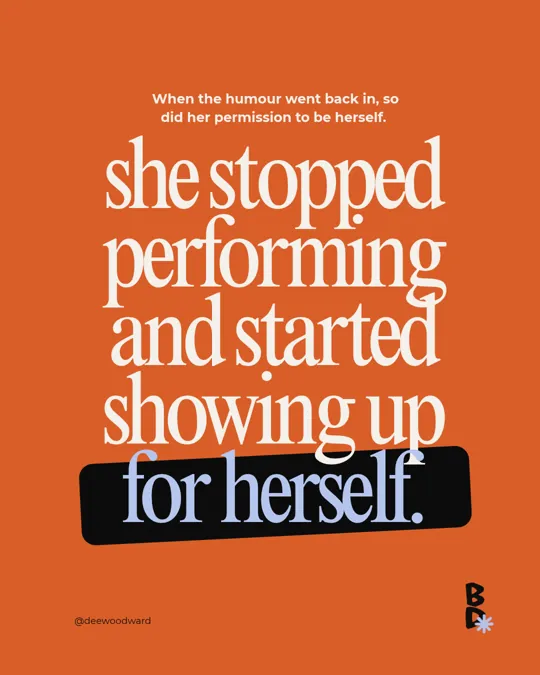 When the humour went back in, so
did her permission to be herself.
she stopped
performing
and started
showing up
for herself.
@deewoodward
BD